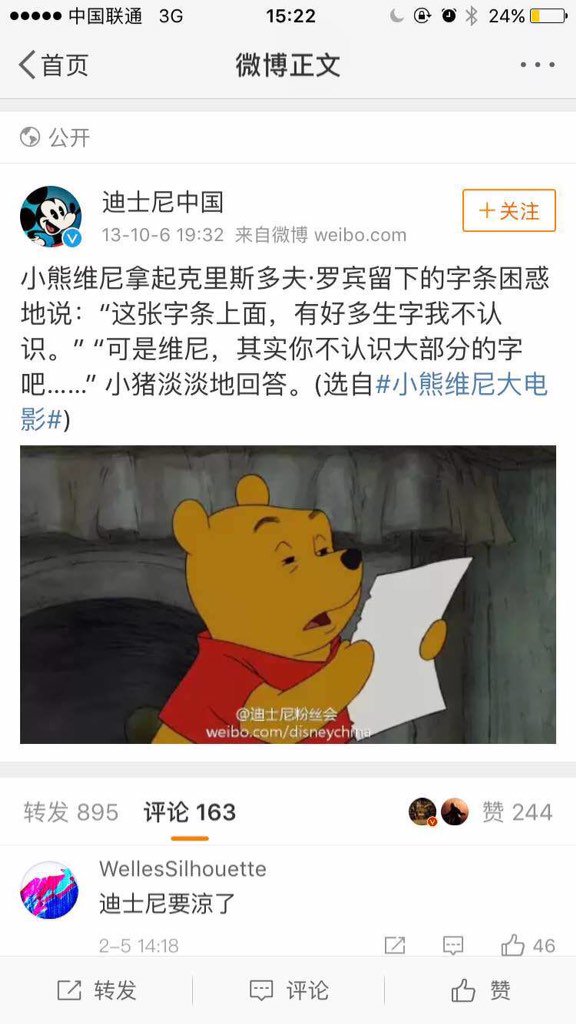 中国联通 3G 15:22 24%
首页 微博正文
公开
迪士尼中国
+关注
13-10-6 19:32 来自微博 weibo.com
小熊维尼拿起克里斯多夫·罗宾留下的字条困惑
地说：“这张字条上面，有好多生字我不认
识。” “可是维尼，其实你不认识大部分的字
吧……” 小猪淡淡地回答。(选自#小熊维尼大电
影#)
@迪士尼粉丝会
weibo.com/disneychina
转发 895 评论 163 赞 244
WellesSilhouette
迪士尼要涼了
2-5 14:18 46
转发 评论 赞